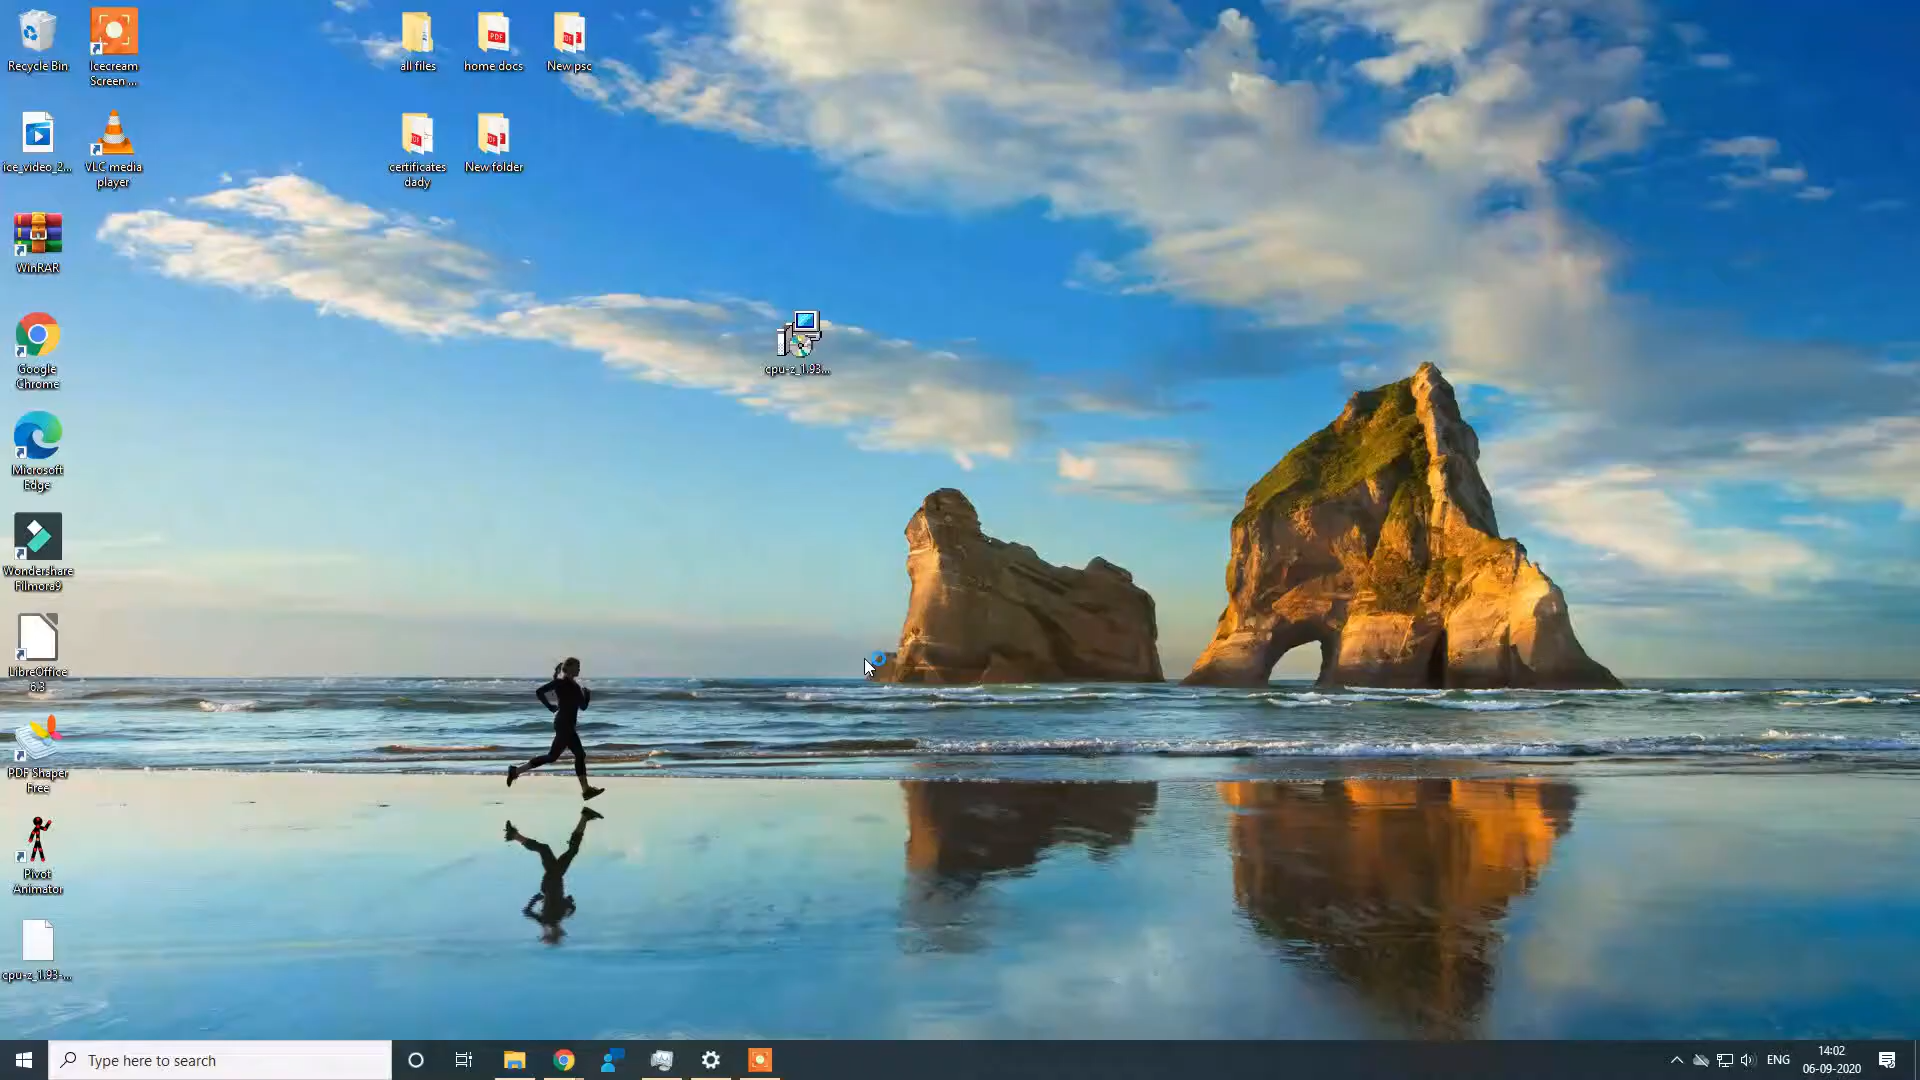 Recycle Bin
Icecream
Screen ...
all files
home docs
New psc
ice_video_2...
VLC media
player
certificates
dady
New folder
WinRAR
cpu-z_1.93...
Google
Chrome
Microsoft
Edge
Wondershare
Filmora9
LibreOffice
6.3
PDF Shaper
Free
Pivot
Animator
cpu-z_1.93-...
Type here to search
ENG
14:02
06-09-2020